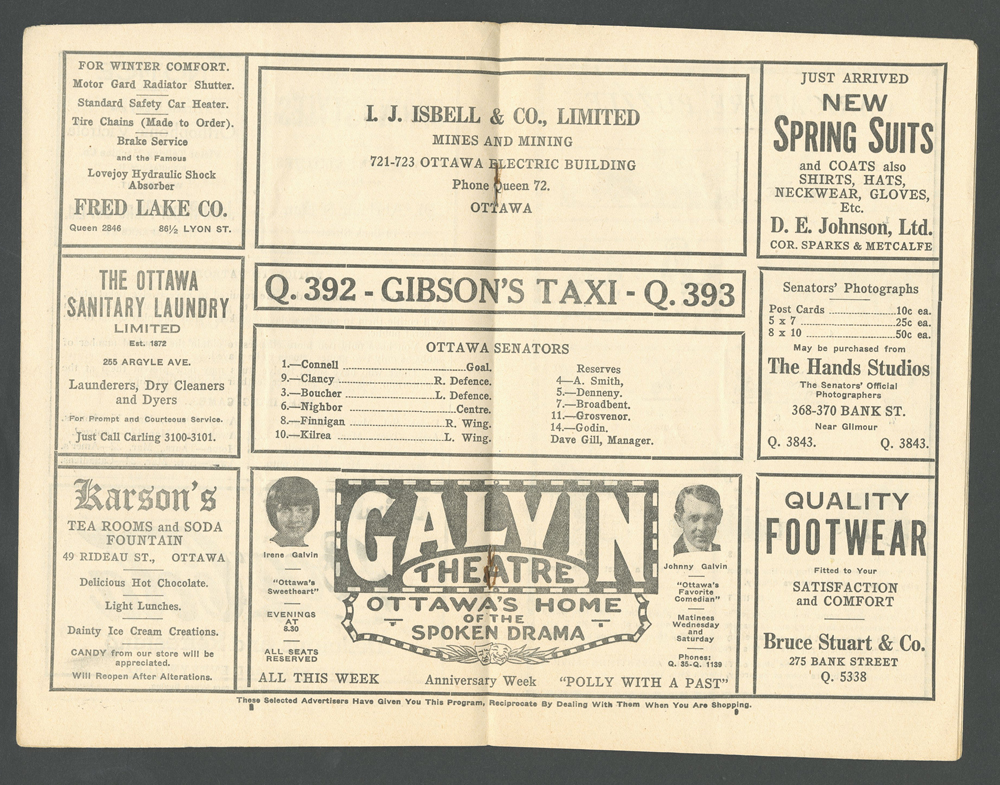 FOR WINTER COMFORT.
Motor Gard Radiator Shutter.
Standard Safety Car Heater.
Tire Chains (Made to Order).
Brake Service
and the Famous
Lovejoy Hydraulic Shock
Absorber
FRED LAKE CO.
Queen 2846 86½ LYON ST.
THE OTTAWA
SANITARY LAUNDRY
LIMITED
Est. 1872
255 ARGYLE AVE.
Launderers, Dry Cleaners
and Dyers
For Prompt and Courteous Service.
Just Call Carling 3100-3101.
Karson's
TEA ROOMS and SODA
FOUNTAIN
49 RIDEAU ST., OTTAWA
Delicious Hot Chocolate.
Light Lunches.
Dainty Ice Cream Creations.
CANDY from our store will be
appreciated.
Will Reopen After Alterations.
I. J. ISBELL & CO., LIMITED
MINES AND MINING
721-723 OTTAWA ELECTRIC BUILDING
Phone Queen 72.
OTTAWA
Q. 392 - GIBSON'S TAXI - Q. 393
OTTAWA SENATORS
1.—Connell ............ Goal.
9.—Clancy ............ R. Defence.
3.—Boucher ............ L. Defence.
6.—Nighbor ............ Centre.
8.—Finnigan ............ R. Wing.
10.—Kilrea ............ L. Wing.
Reserves
4—A. Smith,
5.—Denneny.
7.—Broadbent.
11.—Grosvenor.
14.—Godin.
Dave Gill, Manager.
Irene Galvin
"Ottawa's
Sweetheart"
EVENINGS
AT
8.30
ALL SEATS
RESERVED
GALVIN
THEATRE
OTTAWA'S HOME
OF THE
SPOKEN DRAMA
Johnny Galvin
"Ottawa's
Favorite
Comedian"
Matinees
Wednesday
and
Saturday
Phones:
Q. 35-Q. 1139
ALL THIS WEEK Anniversary Week "POLLY WITH A PAST"
JUST ARRIVED
NEW
SPRING SUITS
and COATS also
SHIRTS, HATS,
NECKWEAR, GLOVES,
Etc.
D. E. Johnson, Ltd.
COR. SPARKS & METCALFE
Senators' Photographs
Post Cards ............ 10c ea.
5 x 7 ............ 25c ea.
8 x 10 ............ 50c ea.
May be purchased from
The Hands Studios
The Senators' Official
Photographers
368-370 BANK ST.
Near Gilmour
Q. 3843. Q. 3843.
QUALITY
FOOTWEAR
Fitted to Your
SATISFACTION
and COMFORT
Bruce Stuart & Co.
275 BANK STREET
Q. 5338
These Selected Advertisers Have Given You This Program, Reciprocate By Dealing With Them When You Are Shopping.